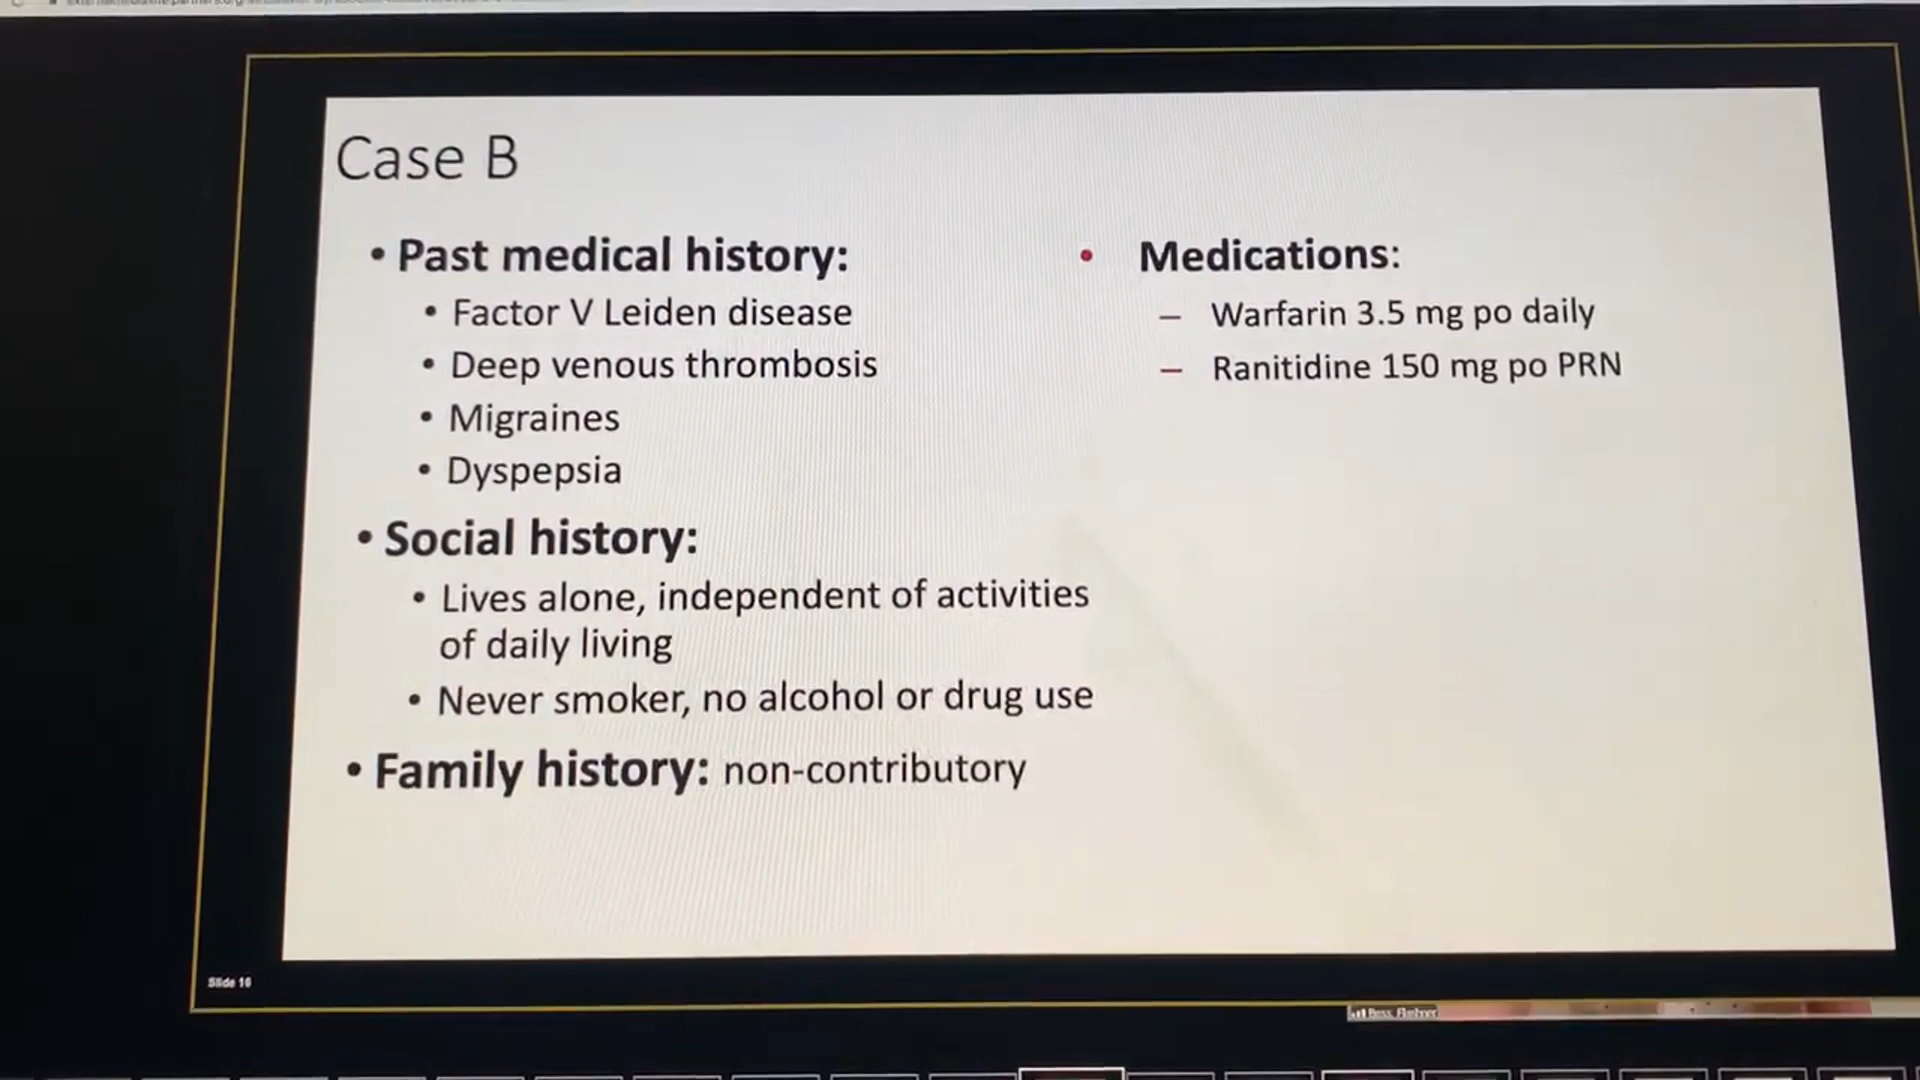 Case B
• Past medical history:
• Factor V Leiden disease
• Deep venous thrombosis
• Migraines
• Dyspepsia
• Social history:
• Lives alone, independent of activities
of daily living
• Never smoker, no alcohol or drug use
• Family history: non-contributory
• Medications:
– Warfarin 3.5 mg po daily
– Ranitidine 150 mg po PRN
Slide 16